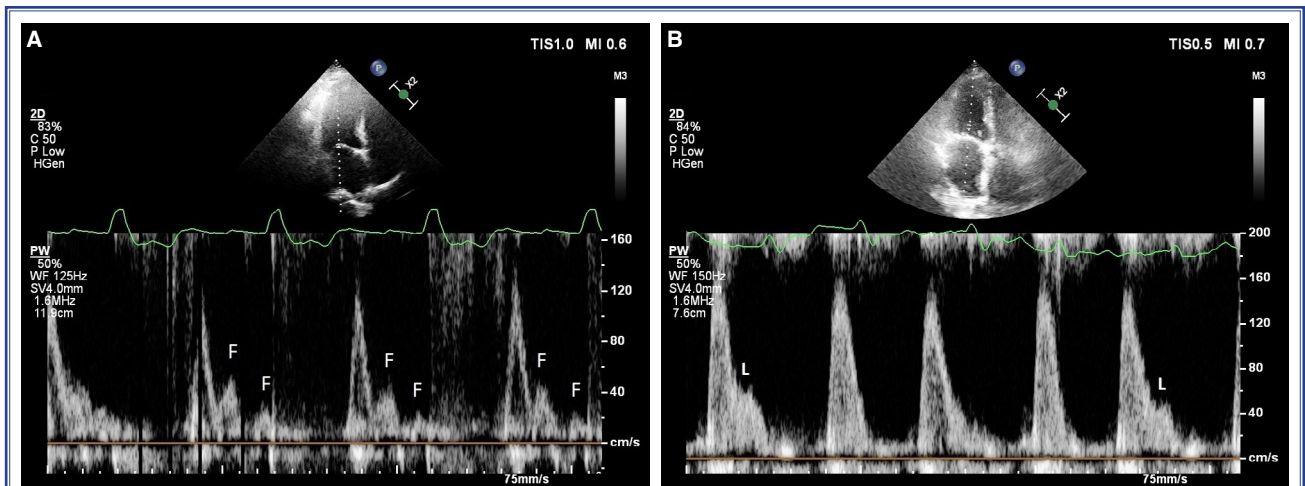 A
TIS1.0 MI 0.6
P
X2
M3
2D
83%
C 50
P Low
HGen
PW
50%
WF 125Hz
SV4.0mm
1.6MHz
11.9cm
F
F
F
F
F
F
160
120
80
40
cm/s
75mm/s
B
TIS0.5 MI 0.7
P
X2
M3
2D
84%
C 50
P Low
HGen
PW
50%
WF 150Hz
SV4.0mm
1.6MHz
7.6cm
L
L
200
160
120
80
40
cm/s
75mm/s